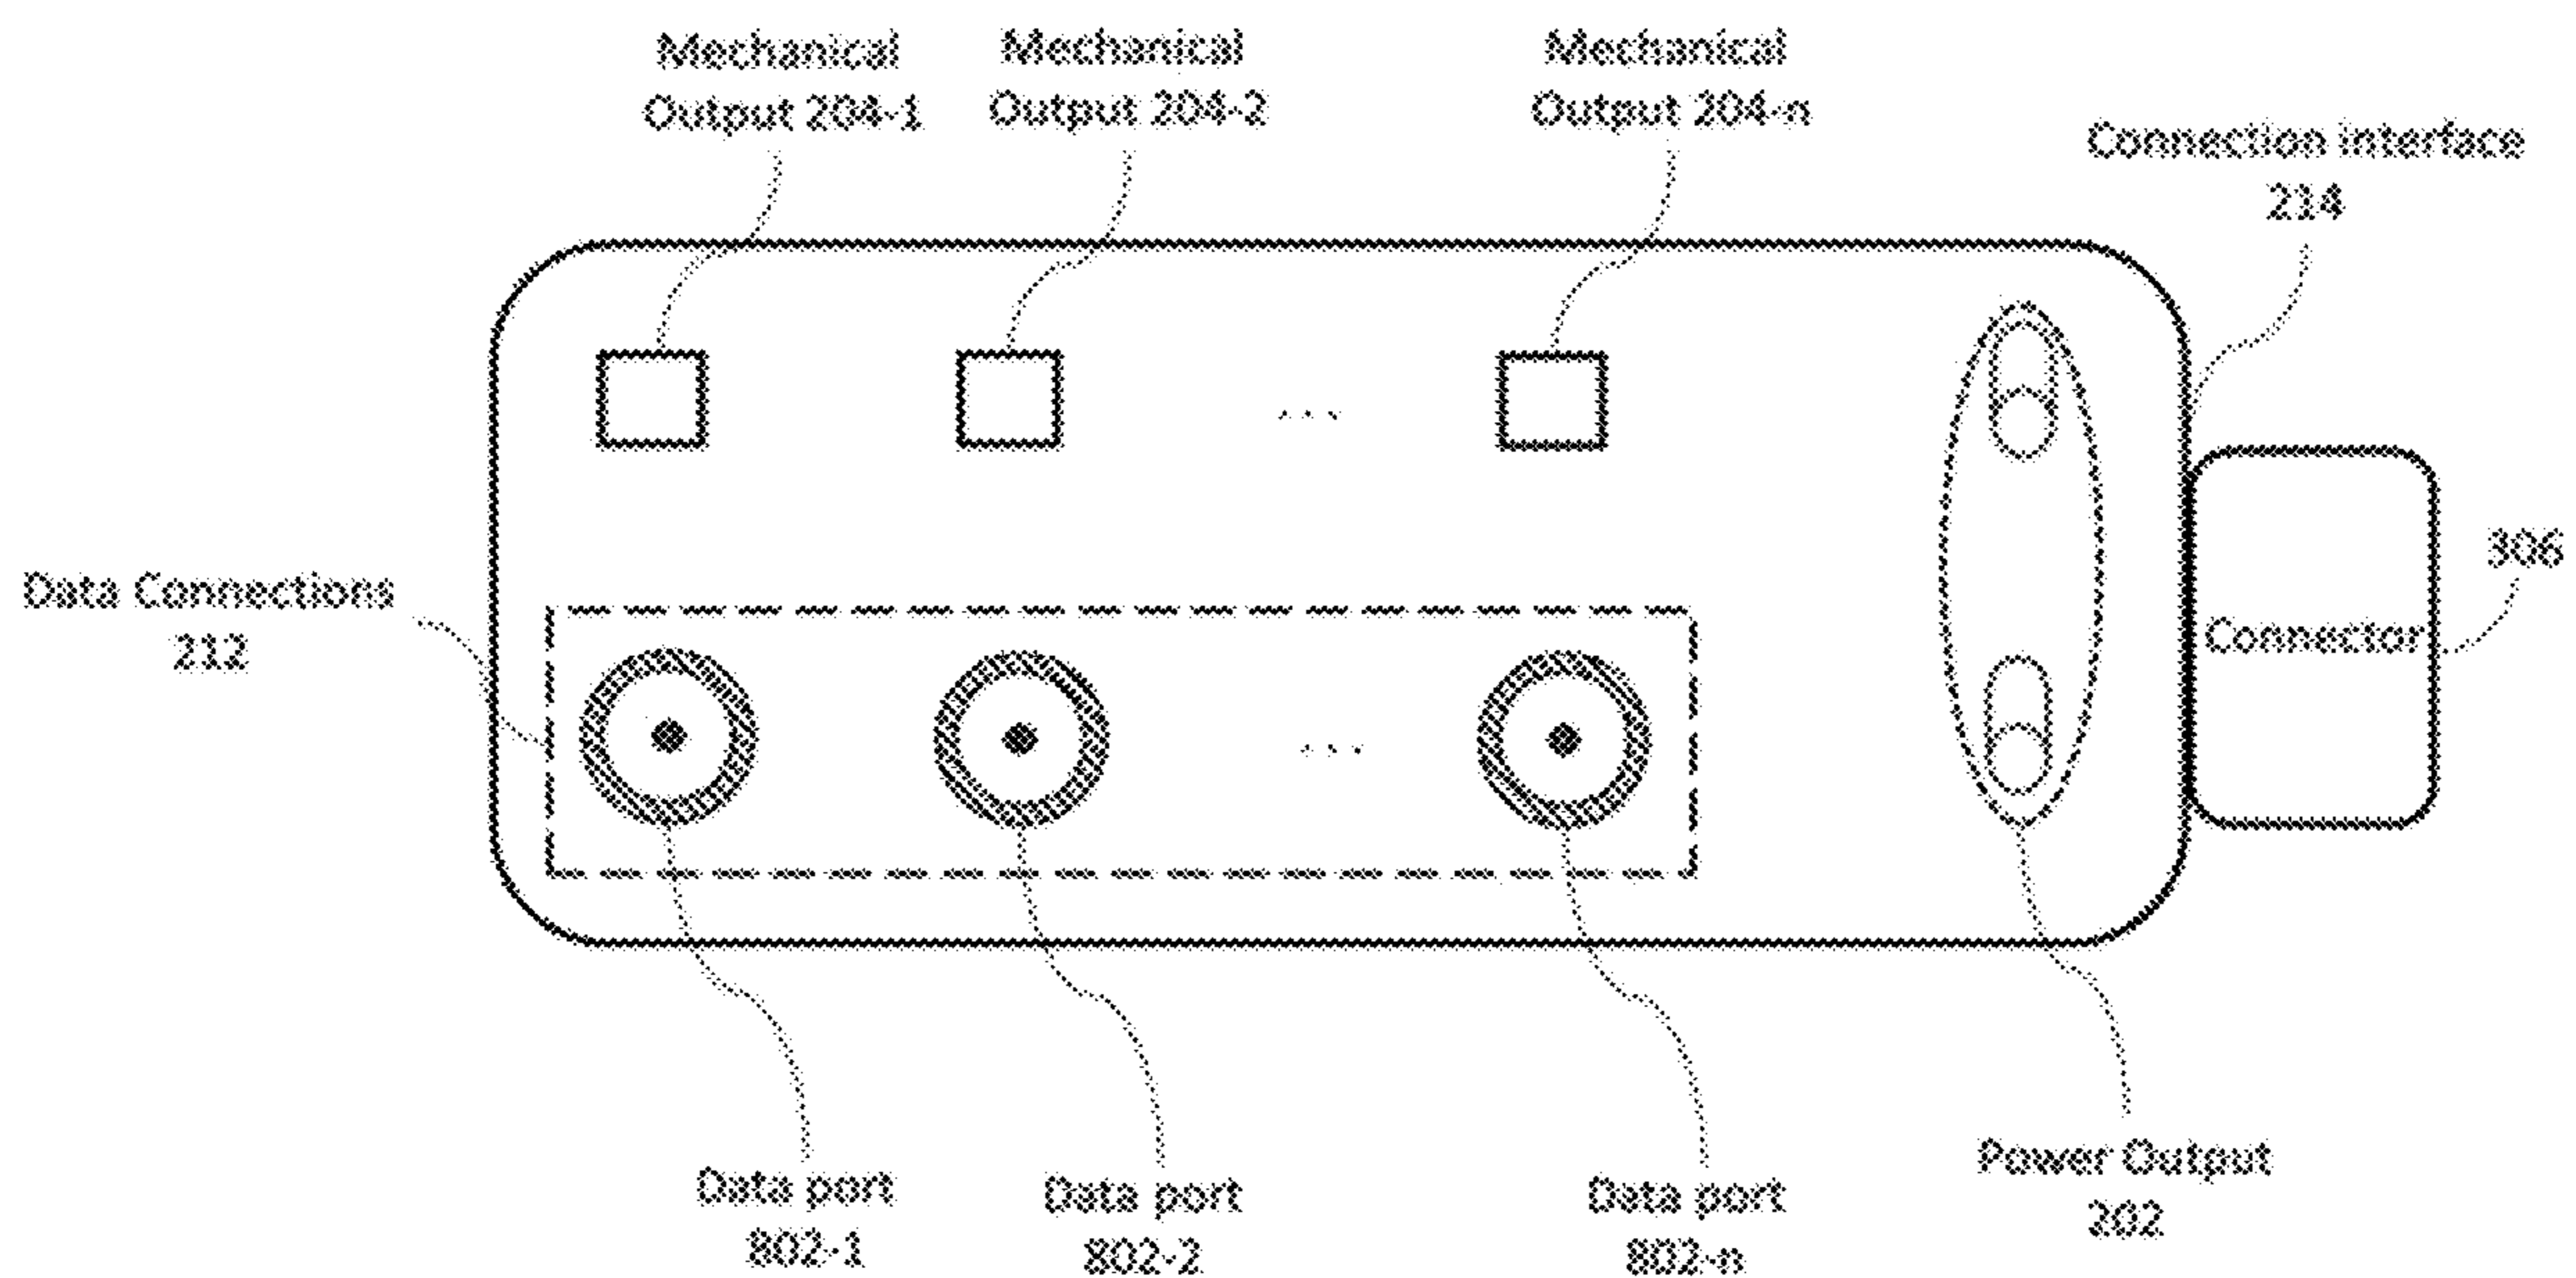 Mechanical
Output 204-1
Mechanical
Output 204-2
Mechanical
Output 204-n
Connection interface
214
Data Connections
212
306
Connector
Data port
802-1
Data port
802-2
Data port
802-n
Power Output
202